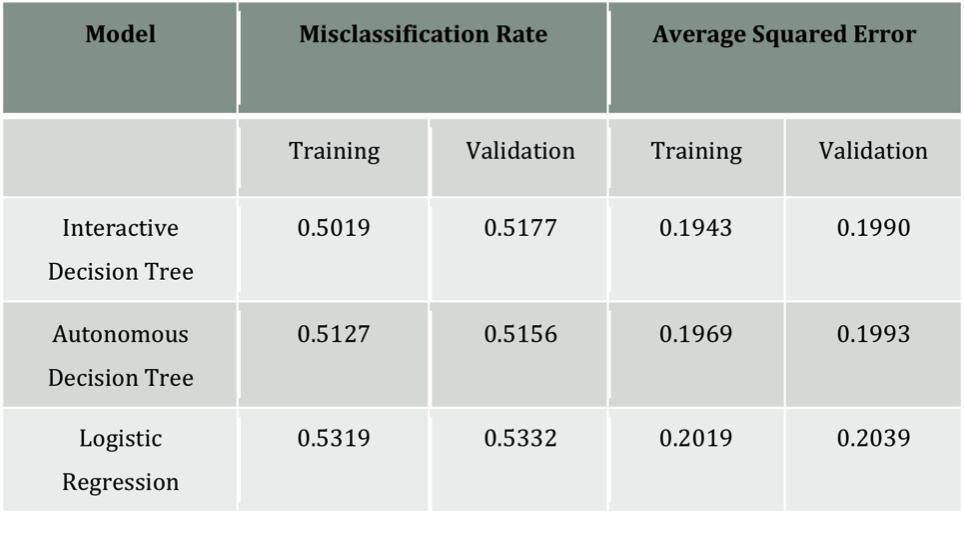 Model Misclassification Rate Average Squared Error
Training Validation Training Validation
Interactive 0.5019 0.5177 0.1943 0.1990
Decision Tree
Autonomous 0.5127 0.5156 0.1969 0.1993
Decision Tree
Logistic 0.5319 0.5332 0.2019 0.2039
Regression